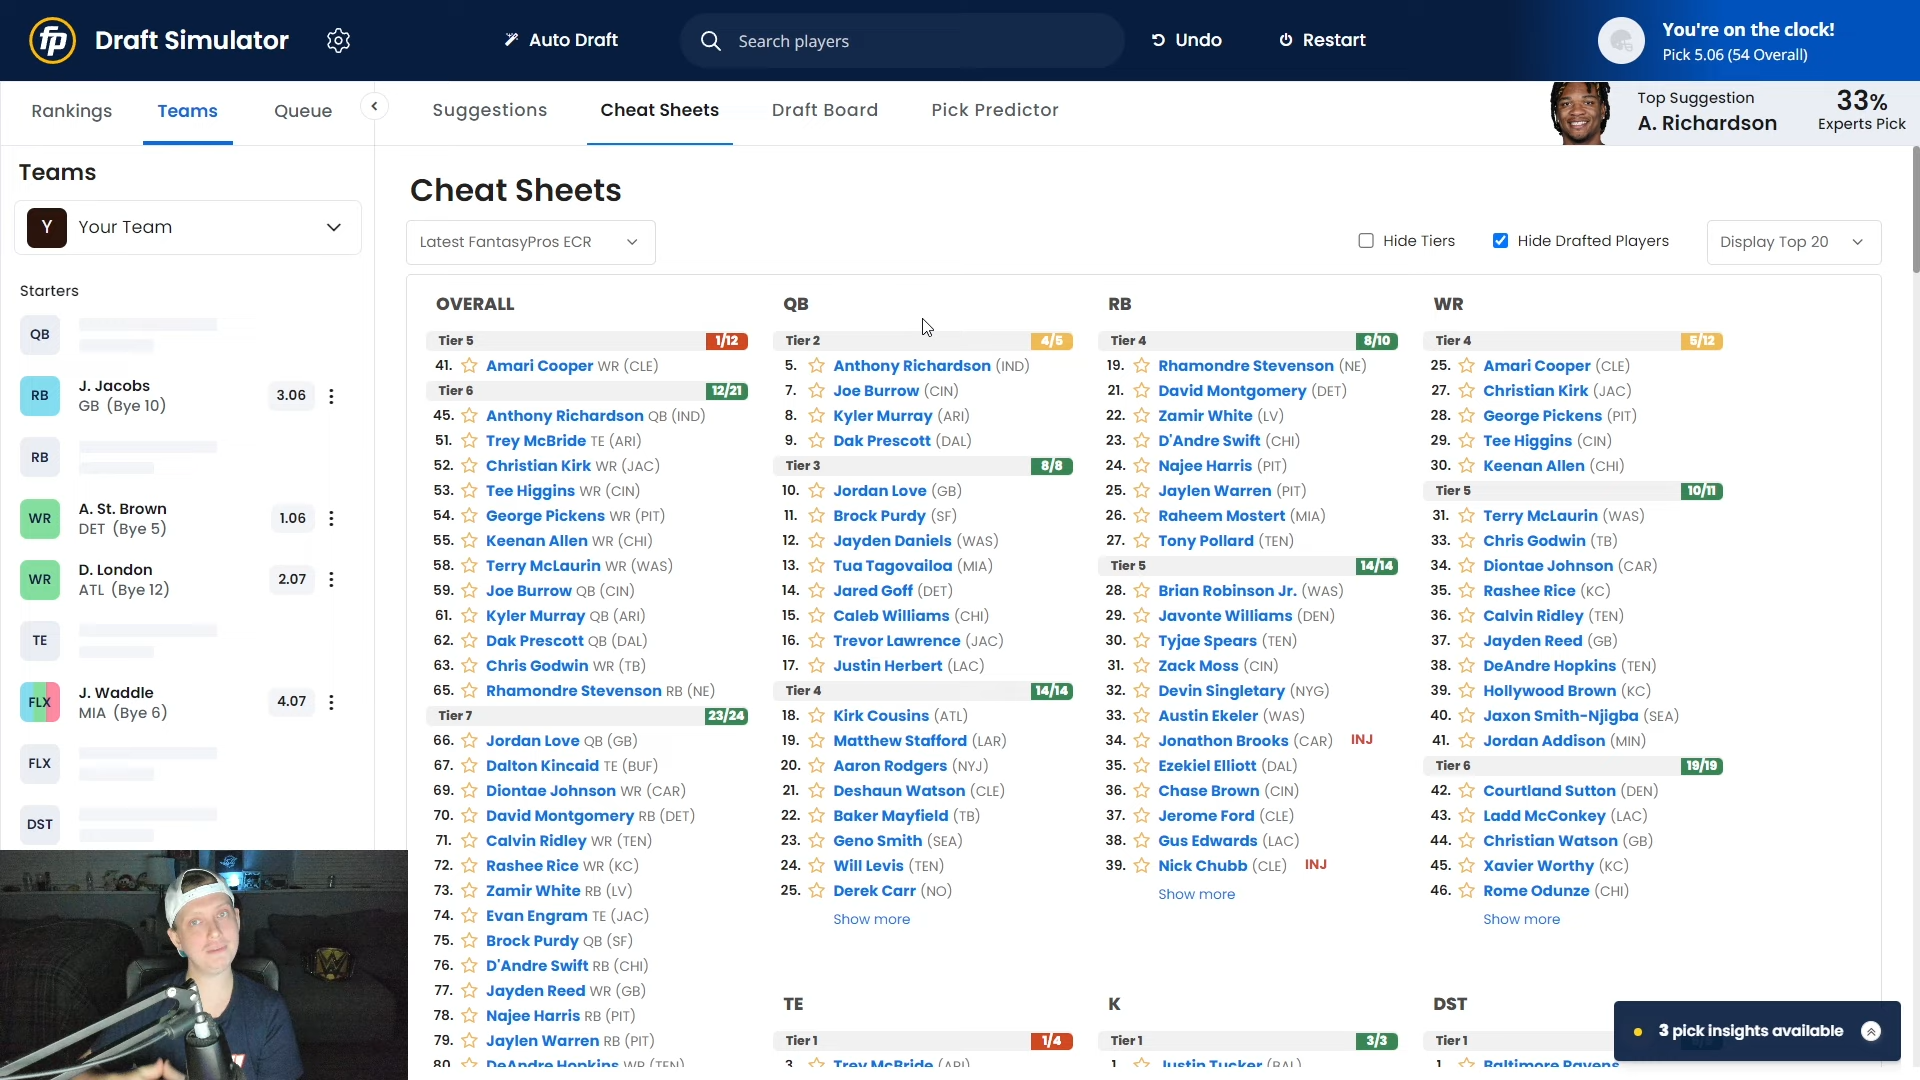 fp Draft Simulator
Auto Draft
Search players
Undo
Restart
You're on the clock!
Pick 5.06 (54 Overall)
Rankings
Teams
Queue
Suggestions
Cheat Sheets
Draft Board
Pick Predictor
Top Suggestion
A. Richardson
33%
Experts Pick
Teams
Y Your Team
Starters
QB
RB
J. Jacobs
GB (Bye 10)
3.06
RB
WR
A. St. Brown
DET (Bye 5)
1.06
WR
D. London
ATL (Bye 12)
2.07
TE
FLX
J. Waddle
MIA (Bye 6)
4.07
FLX
DST
Cheat Sheets
Latest FantasyPros ECR
Hide Tiers
Hide Drafted Players
Display Top 20
OVERALL
Tier 5 1/12
41. Amari Cooper WR (CLE)
Tier 6 12/21
45. Anthony Richardson QB (IND)
51. Trey McBride TE (ARI)
52. Christian Kirk WR (JAC)
53. Tee Higgins WR (CIN)
54. George Pickens WR (PIT)
55. Keenan Allen WR (CHI)
58. Terry McLaurin WR (WAS)
59. Joe Burrow QB (CIN)
61. Kyler Murray QB (ARI)
62. Dak Prescott QB (DAL)
63. Chris Godwin WR (TB)
65. Rhamondre Stevenson RB (NE)
Tier 7 23/24
66. Jordan Love QB (GB)
67. Dalton Kincaid TE (BUF)
69. Diontae Johnson WR (CAR)
70. David Montgomery RB (DET)
71. Calvin Ridley WR (TEN)
72. Rashee Rice WR (KC)
73. Zamir White RB (LV)
74. Evan Engram TE (JAC)
75. Brock Purdy QB (SF)
76. D'Andre Swift RB (CHI)
77. Jayden Reed WR (GB)
78. Najee Harris RB (PIT)
79. Jaylen Warren RB (PIT)
80. DeAndre Hopkins WR (TEN)
QB
Tier 2 4/5
5. Anthony Richardson (IND)
7. Joe Burrow (CIN)
8. Kyler Murray (ARI)
9. Dak Prescott (DAL)
Tier 3 8/8
10. Jordan Love (GB)
11. Brock Purdy (SF)
12. Jayden Daniels (WAS)
13. Tua Tagovailoa (MIA)
14. Jared Goff (DET)
15. Caleb Williams (CHI)
16. Trevor Lawrence (JAC)
17. Justin Herbert (LAC)
Tier 4 14/14
18. Kirk Cousins (ATL)
19. Matthew Stafford (LAR)
20. Aaron Rodgers (NYJ)
21. Deshaun Watson (CLE)
22. Baker Mayfield (TB)
23. Geno Smith (SEA)
24. Will Levis (TEN)
25. Derek Carr (NO)
Show more
RB
Tier 4 8/10
19. Rhamondre Stevenson (NE)
21. David Montgomery (DET)
22. Zamir White (LV)
23. D'Andre Swift (CHI)
24. Najee Harris (PIT)
25. Jaylen Warren (PIT)
26. Raheem Mostert (MIA)
27. Tony Pollard (TEN)
Tier 5 14/14
28. Brian Robinson Jr. (WAS)
29. Javonte Williams (DEN)
30. Tyjae Spears (TEN)
31. Zack Moss (CIN)
32. Devin Singletary (NYG)
33. Austin Ekeler (WAS)
34. Jonathon Brooks (CAR) INJ
35. Ezekiel Elliott (DAL)
36. Chase Brown (CIN)
37. Jerome Ford (CLE)
38. Gus Edwards (LAC)
39. Nick Chubb (CLE) INJ
Show more
WR
Tier 4 5/12
25. Amari Cooper (CLE)
27. Christian Kirk (JAC)
28. George Pickens (PIT)
29. Tee Higgins (CIN)
30. Keenan Allen (CHI)
Tier 5 10/11
31. Terry McLaurin (WAS)
33. Chris Godwin (TB)
34. Diontae Johnson (CAR)
35. Rashee Rice (KC)
36. Calvin Ridley (TEN)
37. Jayden Reed (GB)
38. DeAndre Hopkins (TEN)
39. Hollywood Brown (KC)
40. Jaxon Smith-Njigba (SEA)
41. Jordan Addison (MIN)
Tier 6 19/19
42. Courtland Sutton (DEN)
43. Ladd McConkey (LAC)
44. Christian Watson (GB)
45. Xavier Worthy (KC)
46. Rome Odunze (CHI)
Show more
TE
Tier 1 1/4
3. Trey McBride (ARI)
K
Tier 1 3/3
1. Justin Tucker (BAL)
DST
Tier 1
1. Baltimore Ravens
3 pick insights available